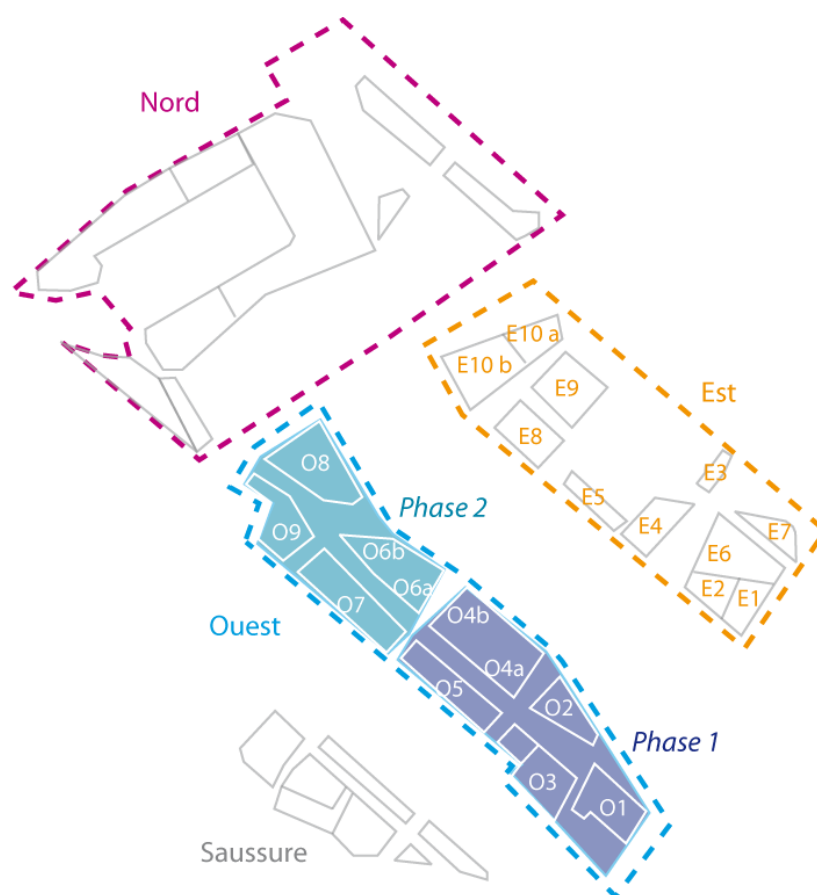 Nord
E10 a
E10 b
E9
Est
E8
E3
O8
E5
Phase 2
E4
E7
O9
O6b
E6
O6a
E2
E1
O7
O4b
Ouest
O4a
O5
O2
Phase 1
O3
O1
Saussure